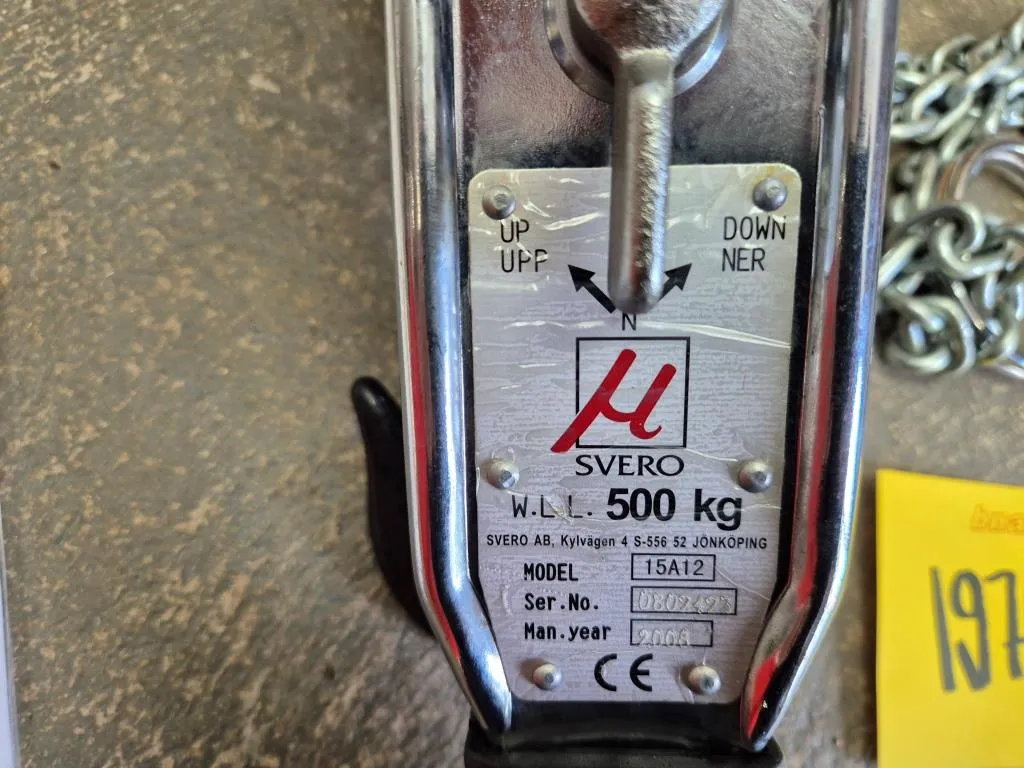 UP
UPP
DOWN
NER
N
µ
SVERO
W.L.L. 500 kg
SVERO AB, Kylvägen 4 S-556 52 JÖNKÖPING
MODEL 15A12
Ser.No.
Man.year
CE
197